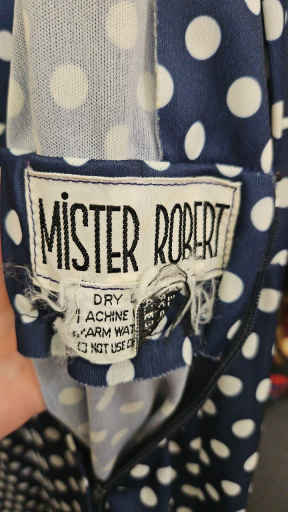 MiSTER ROBERT
DRY
ACHINE
ARM WAT
NOT USE